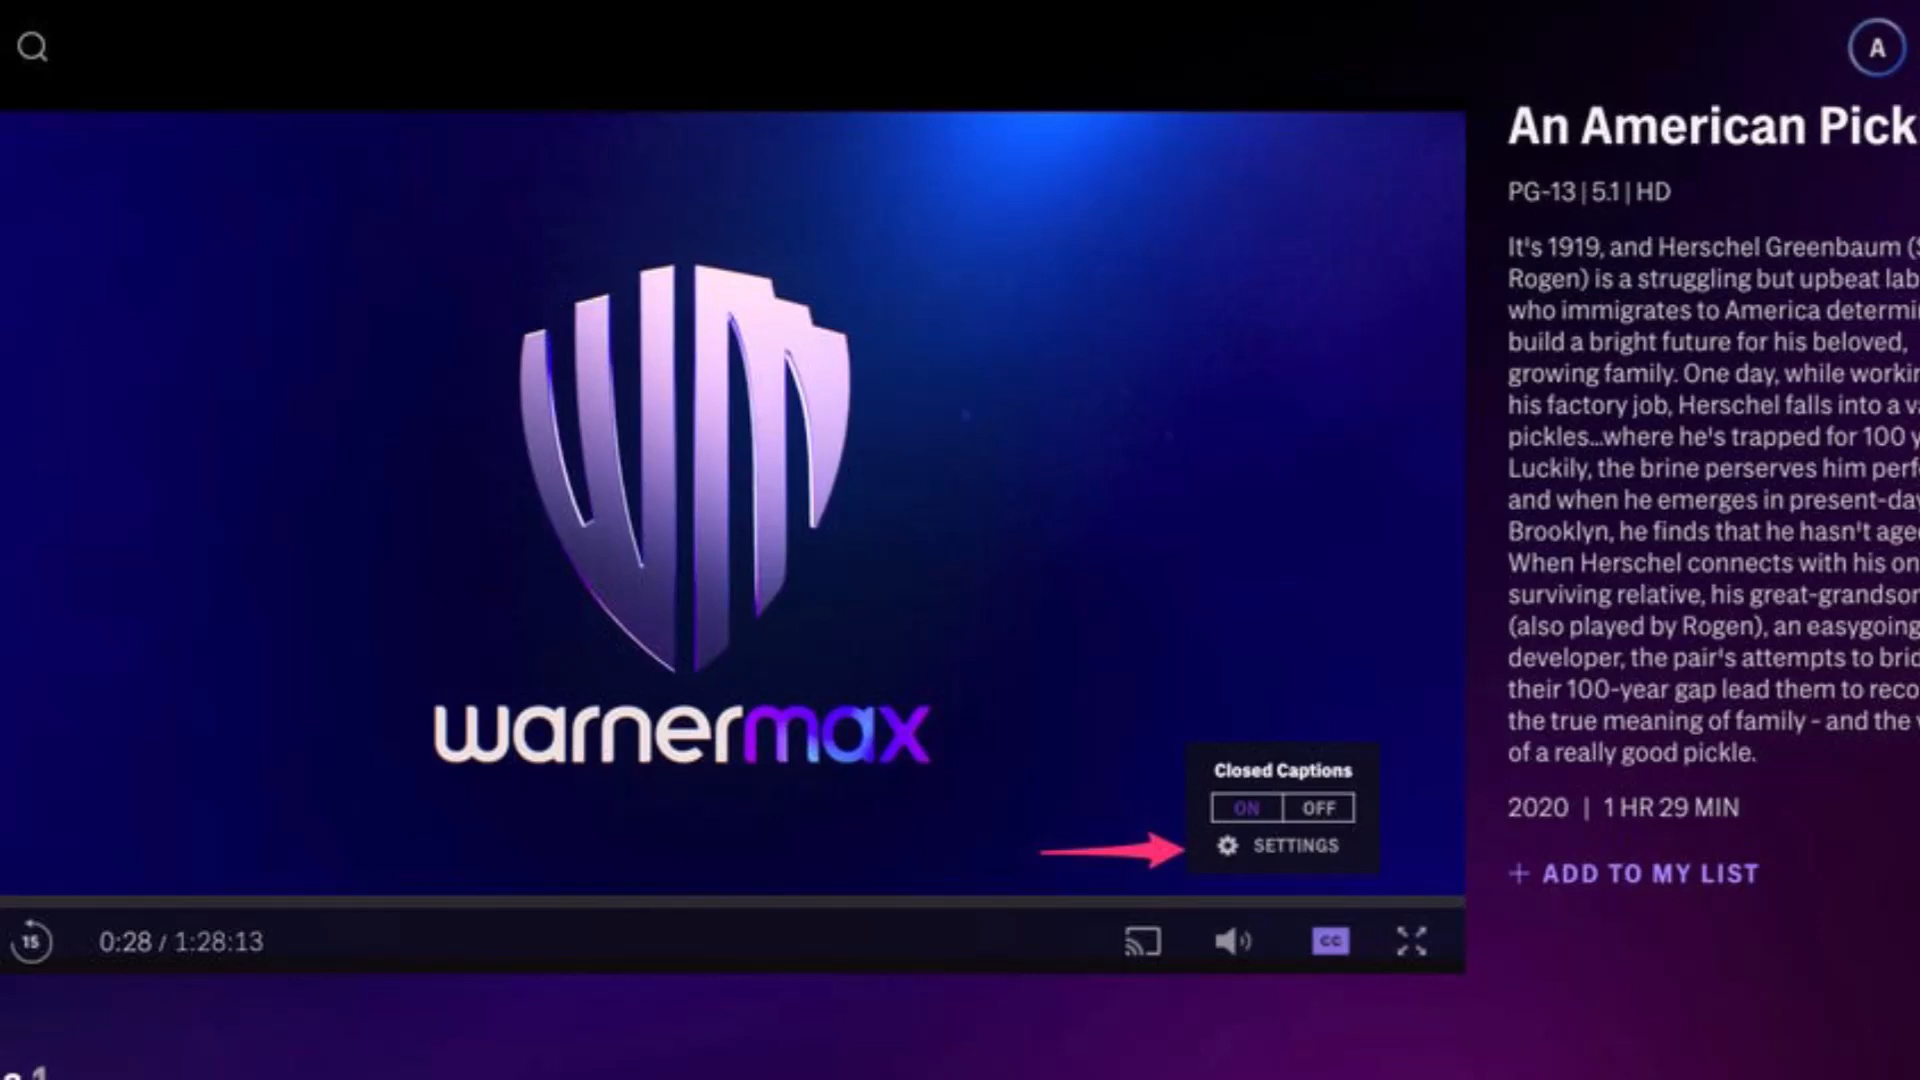 A
An American Pick
PG-13 | 5.1 | HD
It's 1919, and Herschel Greenbaum (
Rogen) is a struggling but upbeat lab
who immigrates to America determi
build a bright future for his beloved,
growing family. One day, while workin
his factory job, Herschel falls into a v
pickles...where he's trapped for 100 y
Luckily, the brine perserves him perf
and when he emerges in present-day
Brooklyn, he finds that he hasn't age
When Herschel connects with his on
surviving relative, his great-grandson
(also played by Rogen), an easygoing
developer, the pair's attempts to brid
their 100-year gap lead them to reco
the true meaning of family - and the
of a really good pickle.
2020 | 1 HR 29 MIN
+ ADD TO MY LIST
WM
warnermax
Closed Captions
ON OFF
SETTINGS
15 0:28 / 1:28:13 CC